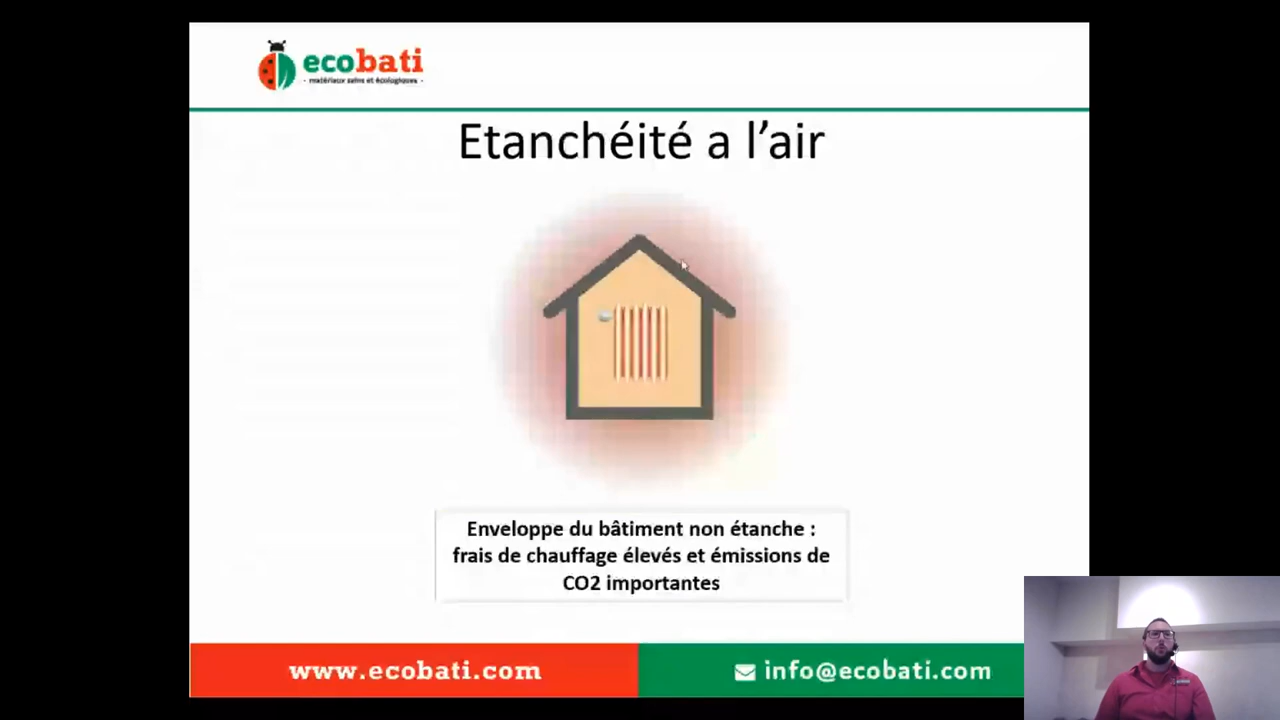 ecobati
- matériaux sains et écologiques -
Etanchéité a l’air
Enveloppe du bâtiment non étanche :
frais de chauffage élevés et émissions de
CO2 importantes
www.ecobati.com
info@ecobati.com